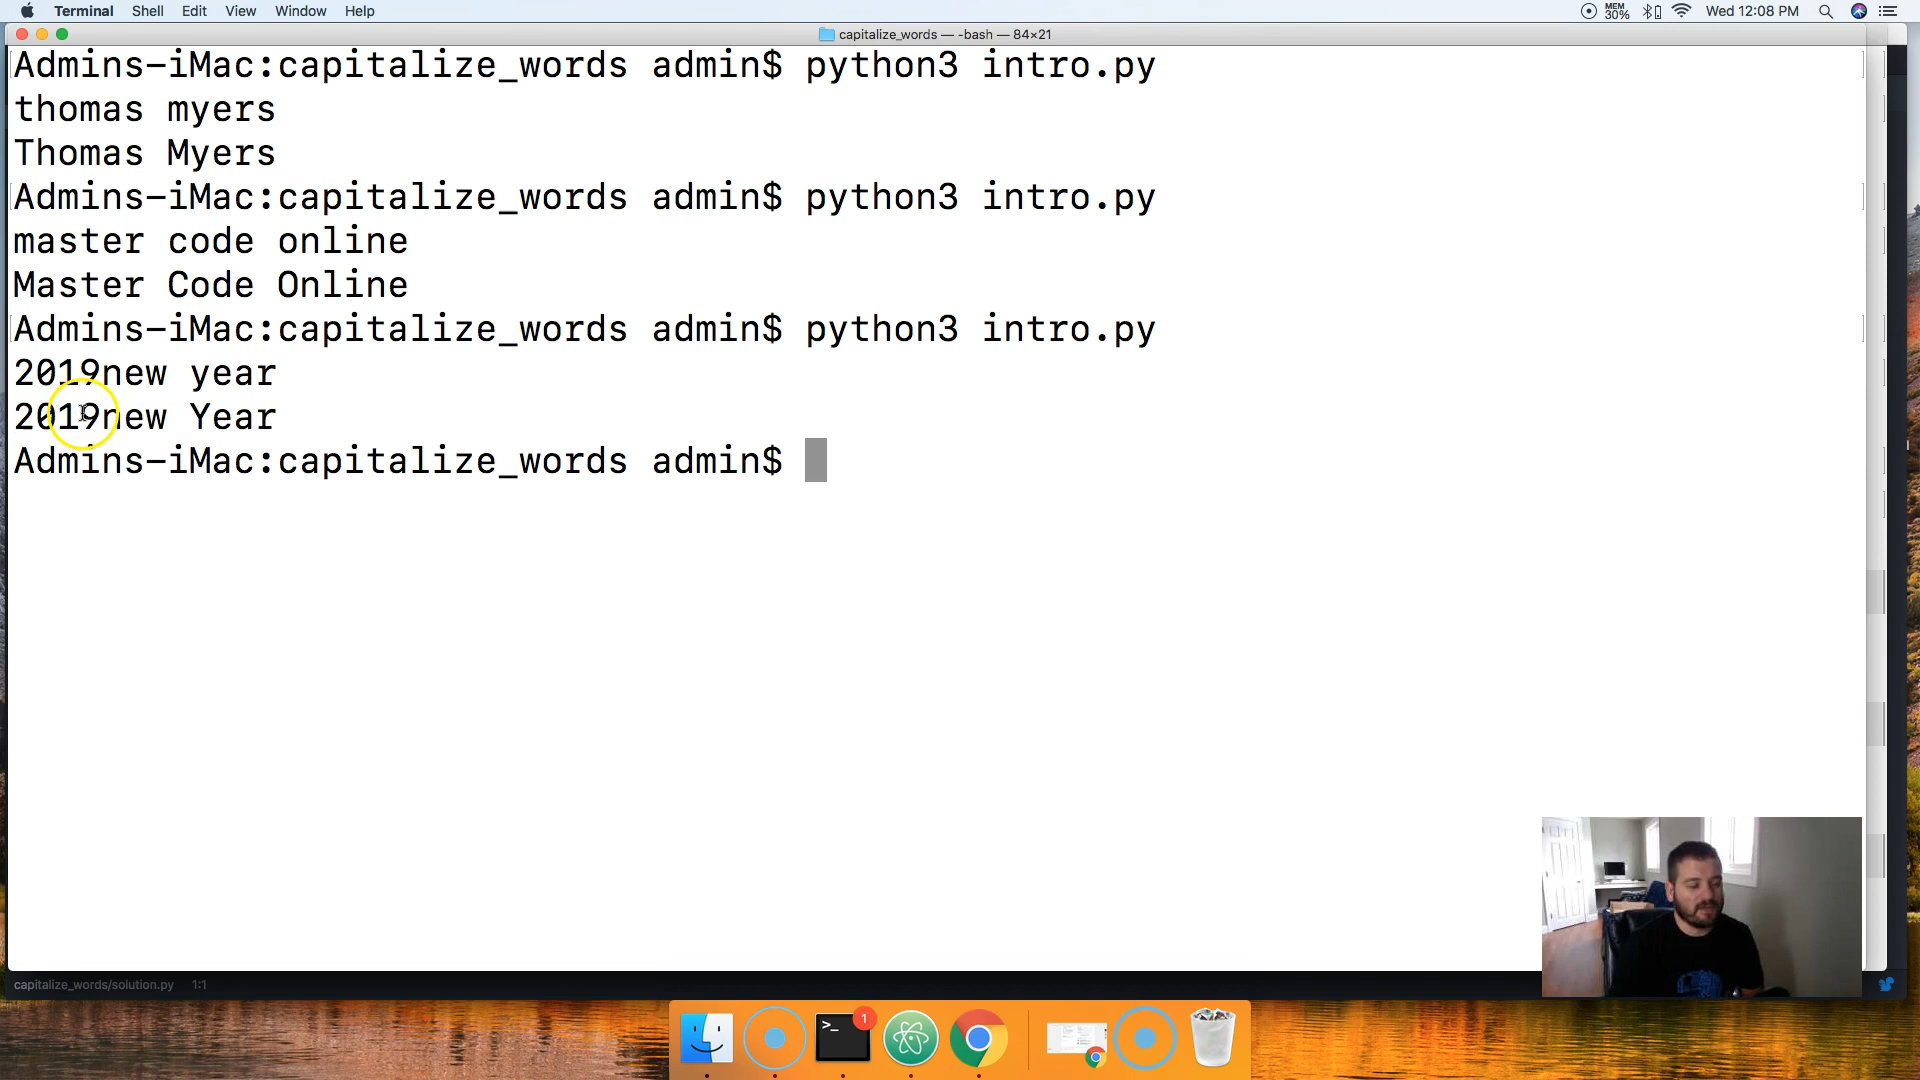 Terminal Shell Edit View Window Help MEM 30% Wed 12:08 PM
capitalize_words — -bash — 84×21
Admins-iMac:capitalize_words admin$ python3 intro.py
thomas myers
Thomas Myers
Admins-iMac:capitalize_words admin$ python3 intro.py
master code online
Master Code Online
Admins-iMac:capitalize_words admin$ python3 intro.py
2019new year
2019new Year
Admins-iMac:capitalize_words admin$
capitalize_words/solution.py 1:1
>_ 1